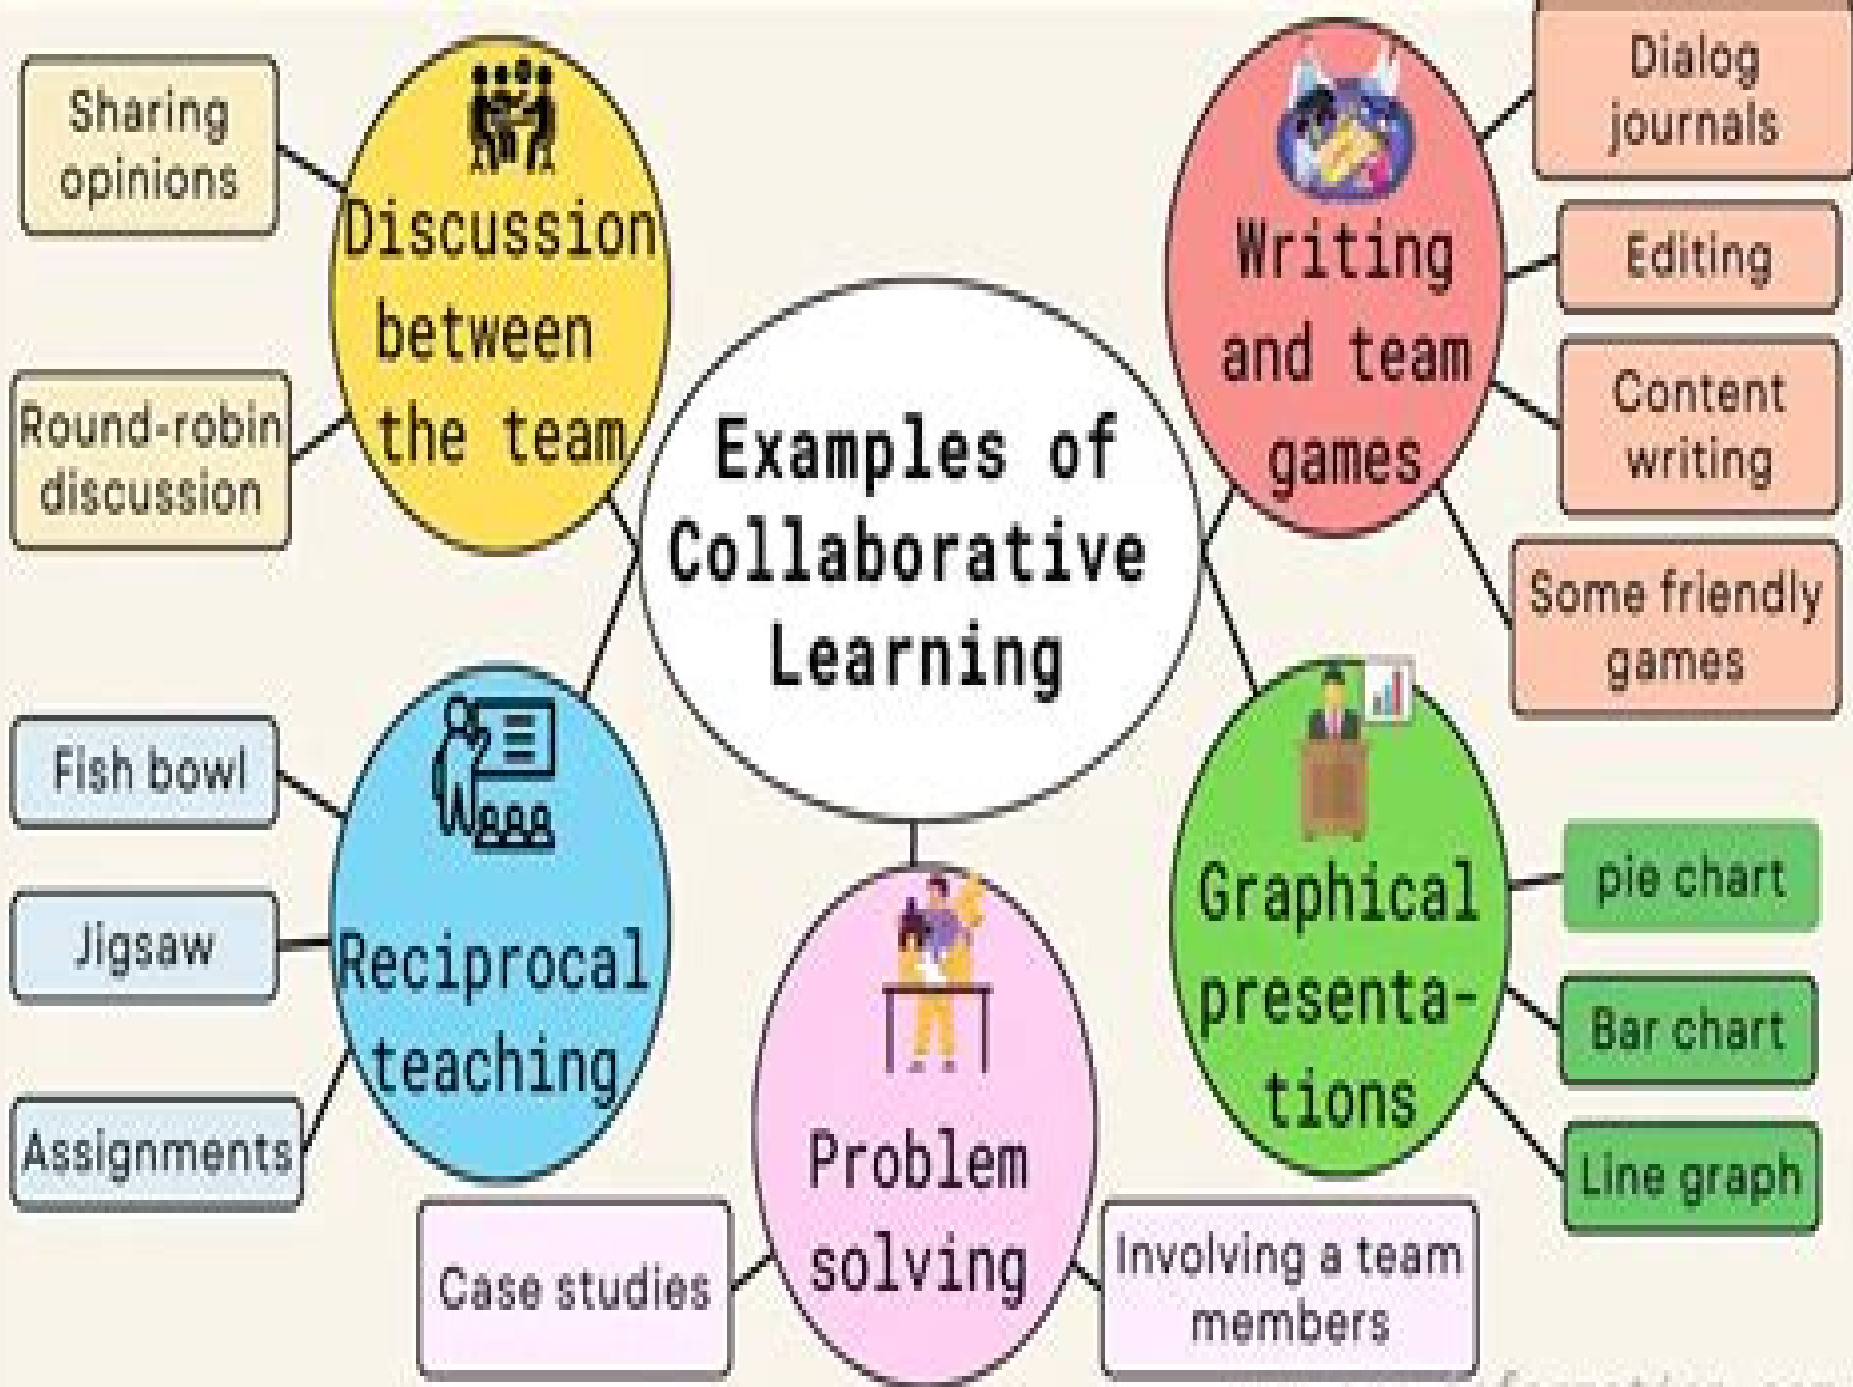 Sharing
opinions
Discussion
between
the team
Round-robin
discussion
Writing
and team
games
Dialog
journals
Editing
Content
writing
Some friendly
games
Examples of
Collaborative
Learning
Fish bowl
Jigsaw
Assignments
Reciprocal
teaching
Graphical
presenta-
tions
pie chart
Bar chart
Line graph
Problem
solving
Case studies
Involving a team
members